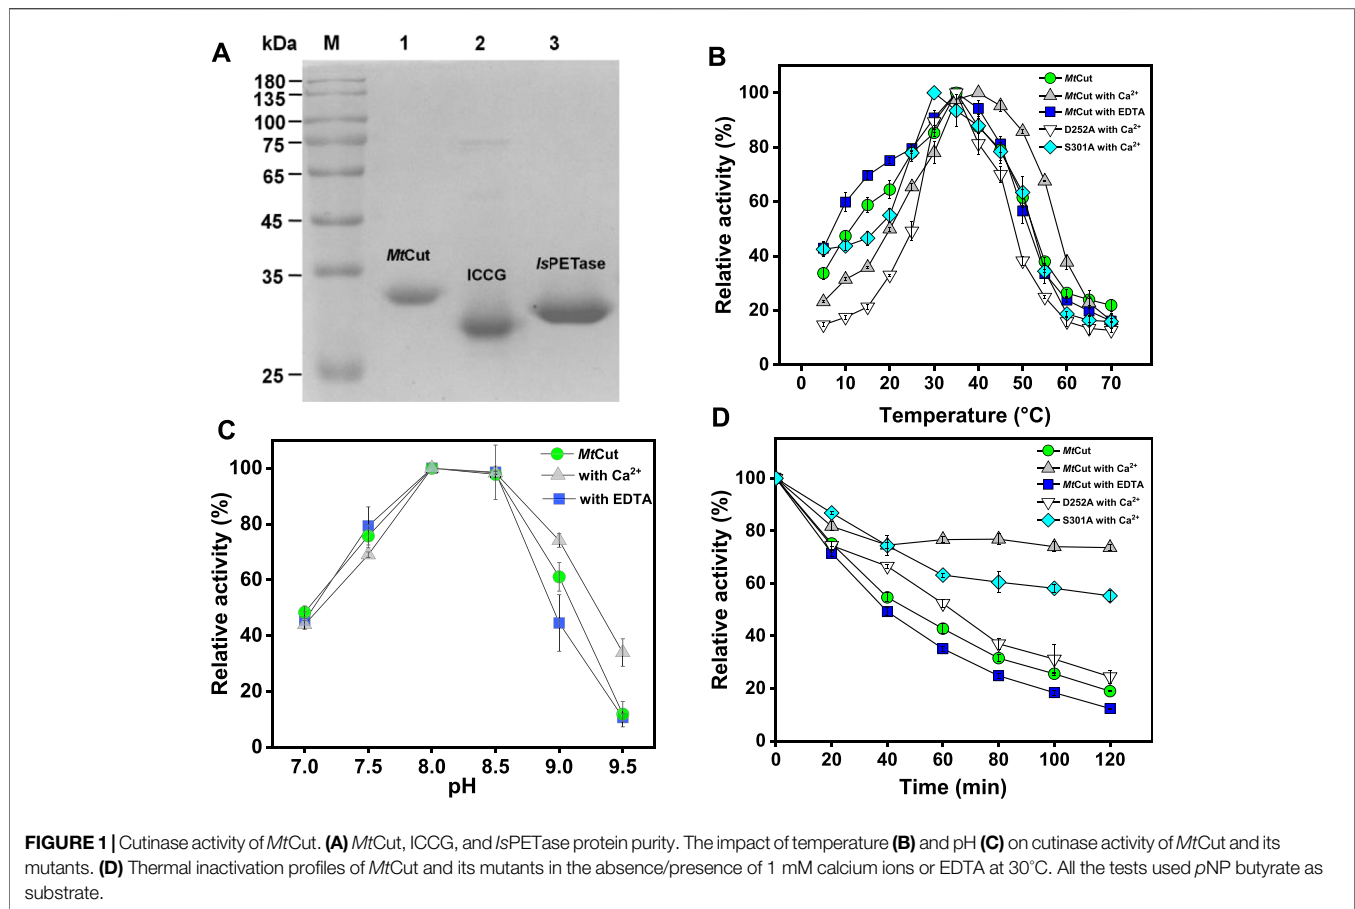 A
kDa M 1 2 3
180
135
100
75
65
45
35
25
MtCut
ICCG
IsPETase
B
MtCut
MtCut with Ca²⁺
MtCut with EDTA
D252A with Ca²⁺
S301A with Ca²⁺
Relative activity (%)
100
80
60
40
20
0
0 10 20 30 40 50 60 70
Temperature (°C)
C
MtCut
with Ca²⁺
with EDTA
Relative activity (%)
100
80
60
40
20
0
7.0 7.5 8.0 8.5 9.0 9.5
pH
D
MtCut
MtCut with Ca²⁺
MtCut with EDTA
D252A with Ca²⁺
S301A with Ca²⁺
Relative activity (%)
100
80
60
40
20
0
0 20 40 60 80 100 120
Time (min)
FIGURE 1 | Cutinase activity of MtCut. (A) MtCut, ICCG, and IsPETase protein purity. The impact of temperature (B) and pH (C) on cutinase activity of MtCut and its
mutants. (D) Thermal inactivation profiles of MtCut and its mutants in the absence/presence of 1 mM calcium ions or EDTA at 30°C. All the tests used pNP butyrate as
substrate.